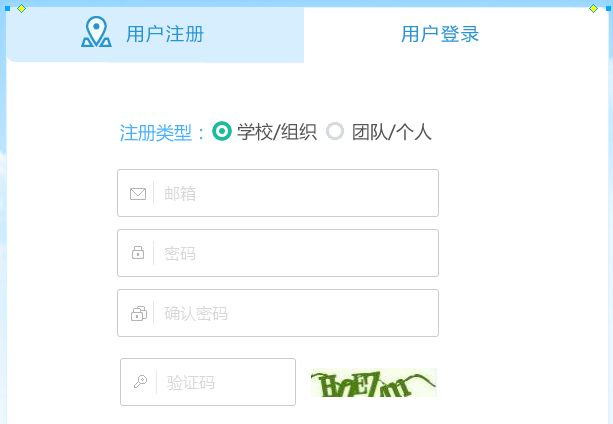 用户注册 用户登录
注册类型： 学校/组织 团队/个人
邮箱
密码
确认密码
验证码